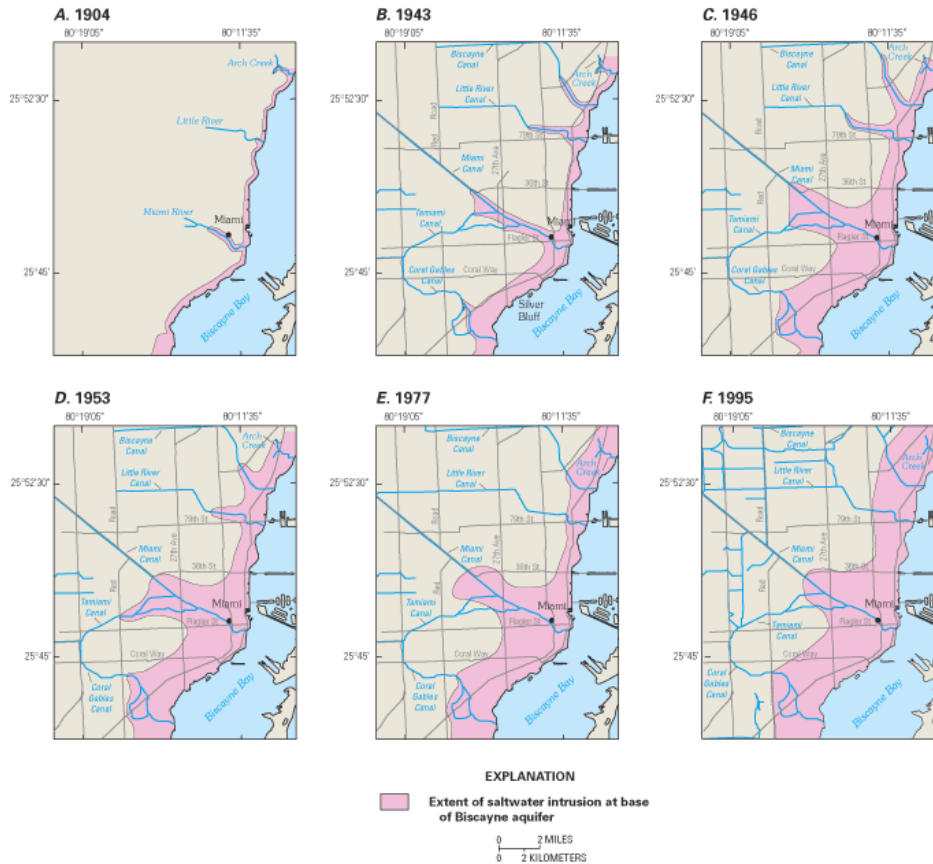 A. 1904
80°19'05"
80°11'35"
25°52'30"
25°45'
Arch Creek
Little River
Miami River
Miami
Biscayne Bay
B. 1943
80°19'05"
80°11'35"
Biscayne
Canal
Arch
Creek
Little River
Canal
Red
Road
79th St
27th Ave
Miami
Canal
36th St
Tamiami
Canal
Miami
Flagler St
Coral Way
Coral Gables
Canal
Silver
Bluff
Biscayne Bay
C. 1946
80°19'05"
80°11'35"
25°52'30"
25°45'
Biscayne
Canal
Arch
Creek
Little River
Canal
Road
Red
79th St
27th Ave
Miami
Canal
36th St
Tamiami
Canal
Miami
Flagler St
Coral Way
Coral Gables
Canal
Biscayne Bay
D. 1953
80°19'05"
80°11'35"
25°52'30"
25°45'
Biscayne
Canal
Arch
Creek
Little River
Canal
Road
Red
79th St
27th Ave
Miami
Canal
36th St
Tamiami
Canal
Miami
Flagler St
Coral Way
Coral
Gables
Canal
Biscayne Bay
E. 1977
80°19'05"
80°11'35"
Biscayne
Canal
Arch
Creek
Little River
Canal
Road
Red
79th St
27th Ave
Miami
Canal
36th St
Tamiami
Canal
Miami
Flagler St
Coral Way
Coral
Gables
Canal
Biscayne Bay
F. 1995
80°19'05"
80°11'35"
25°52'30"
25°45'
Biscayne
Canal
Arch
Creek
Little River
Canal
Road
Red
79th St
27th Ave
Miami
Canal
36th St
Tamiami
Canal
Miami
Flagler St
Coral Way
Coral Gables
Canal
Biscayne Bay
EXPLANATION
Extent of saltwater intrusion at base
of Biscayne aquifer
0 2 MILES
0 2 KILOMETERS